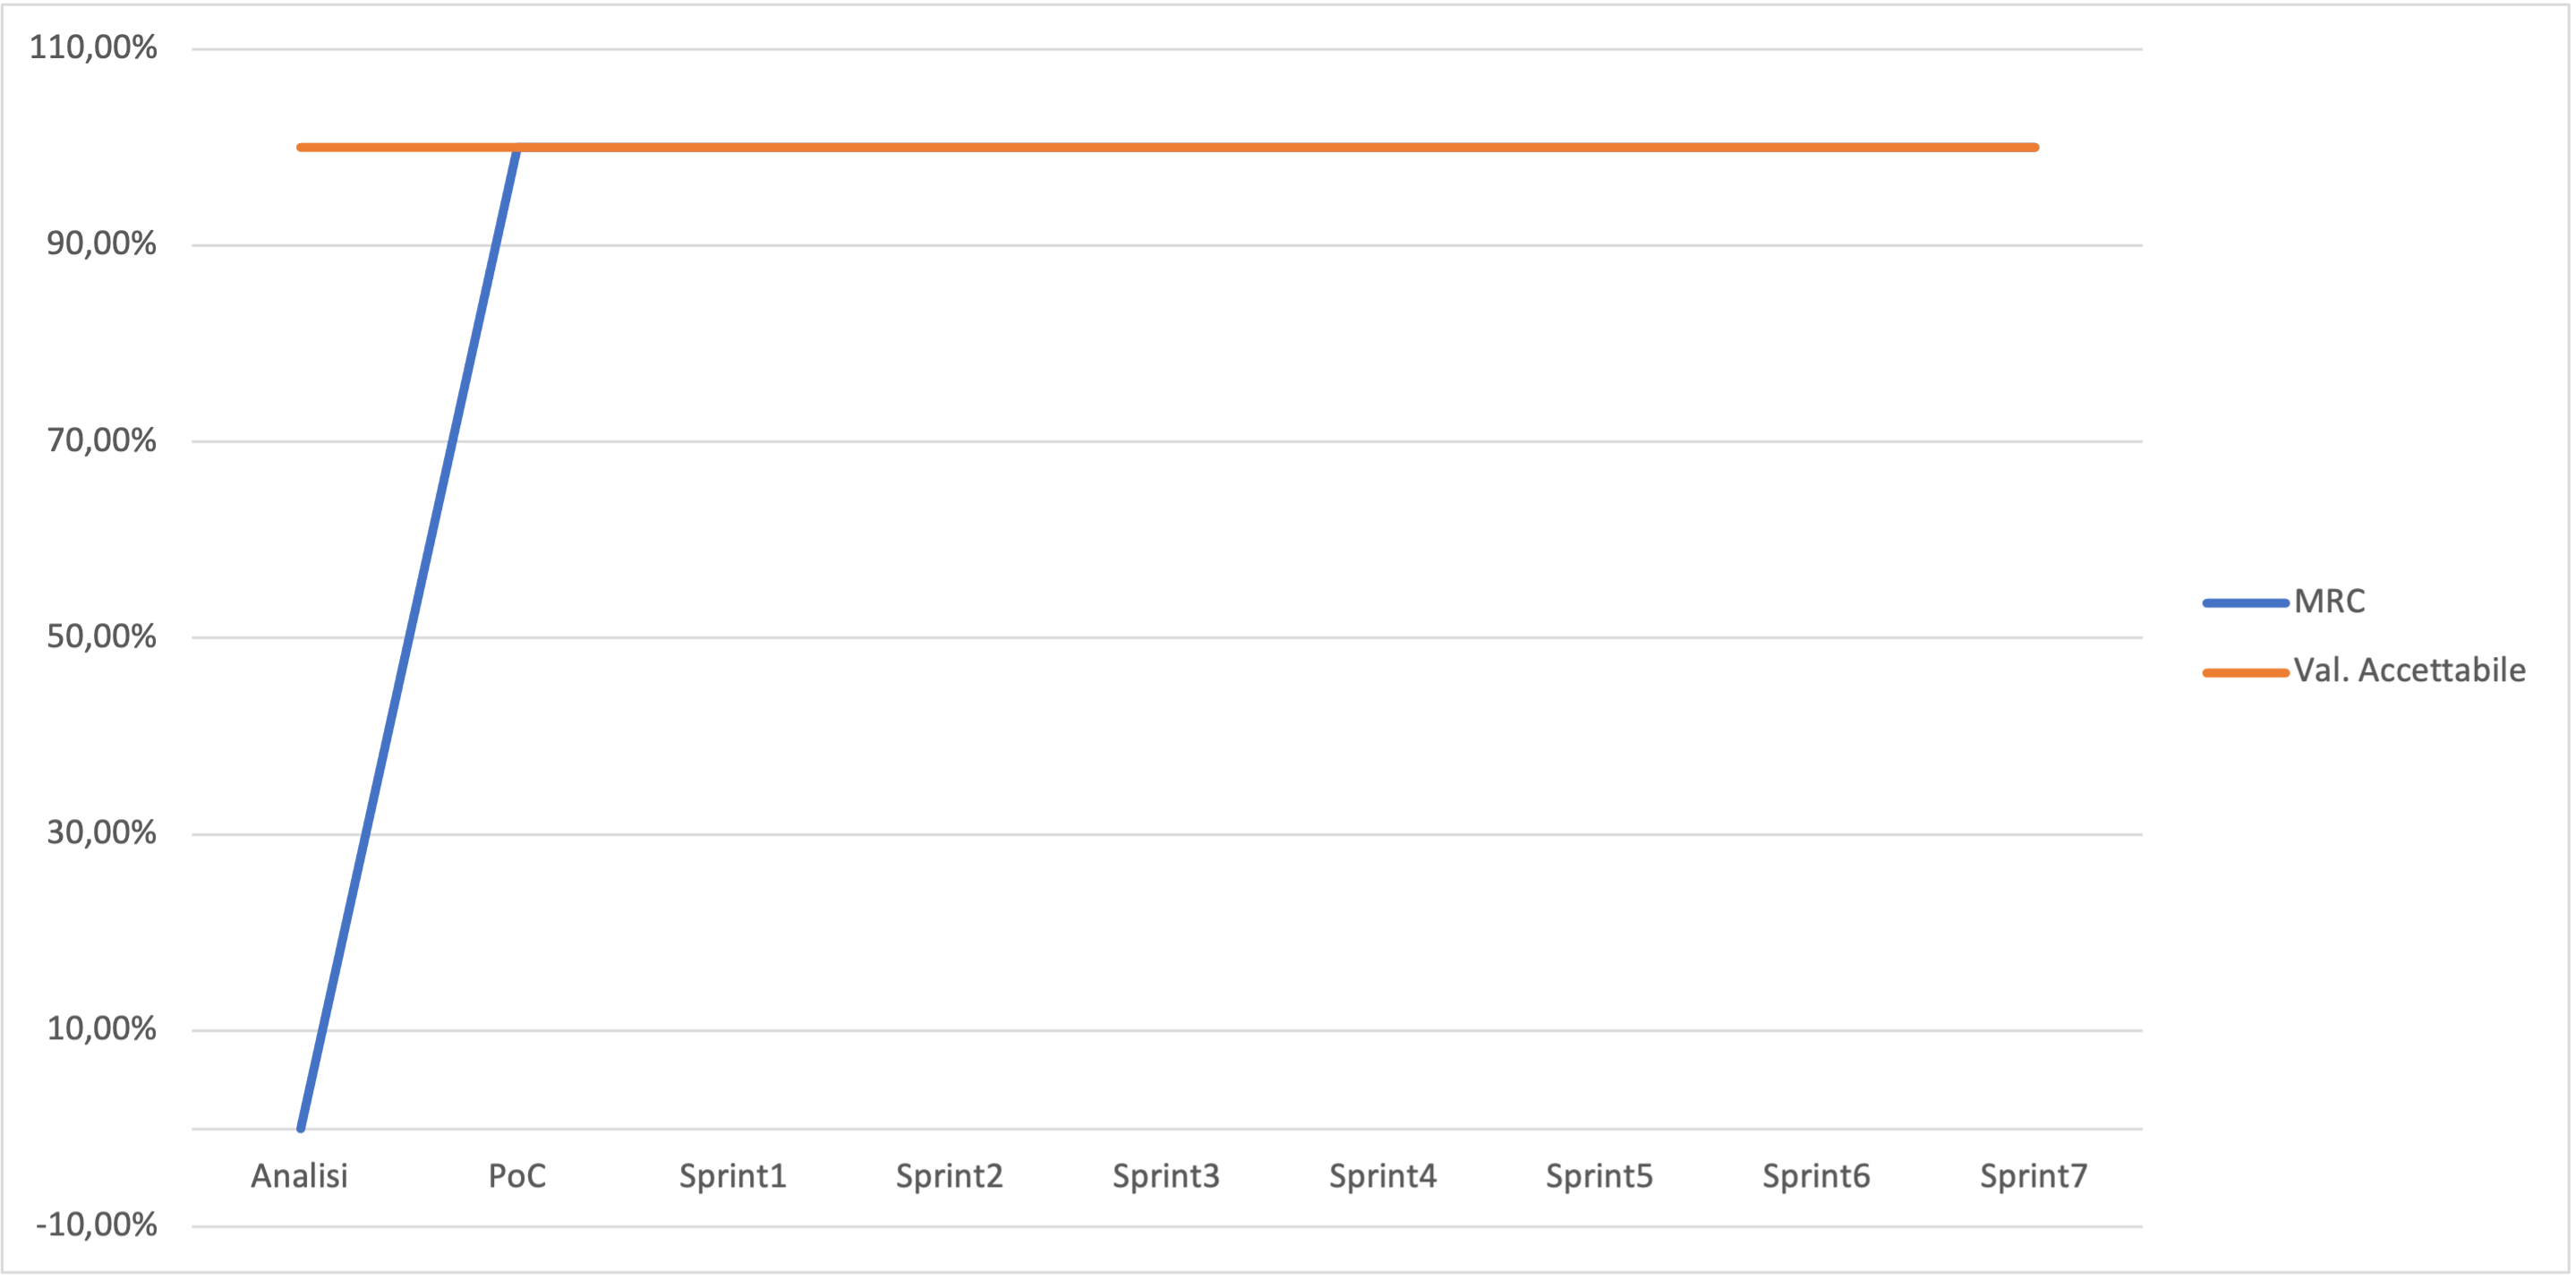 110,00%
90,00%
70,00%
50,00%
30,00%
10,00%
-10,00%
Analisi PoC Sprint1 Sprint2 Sprint3 Sprint4 Sprint5 Sprint6 Sprint7
MRC
Val. Accettabile